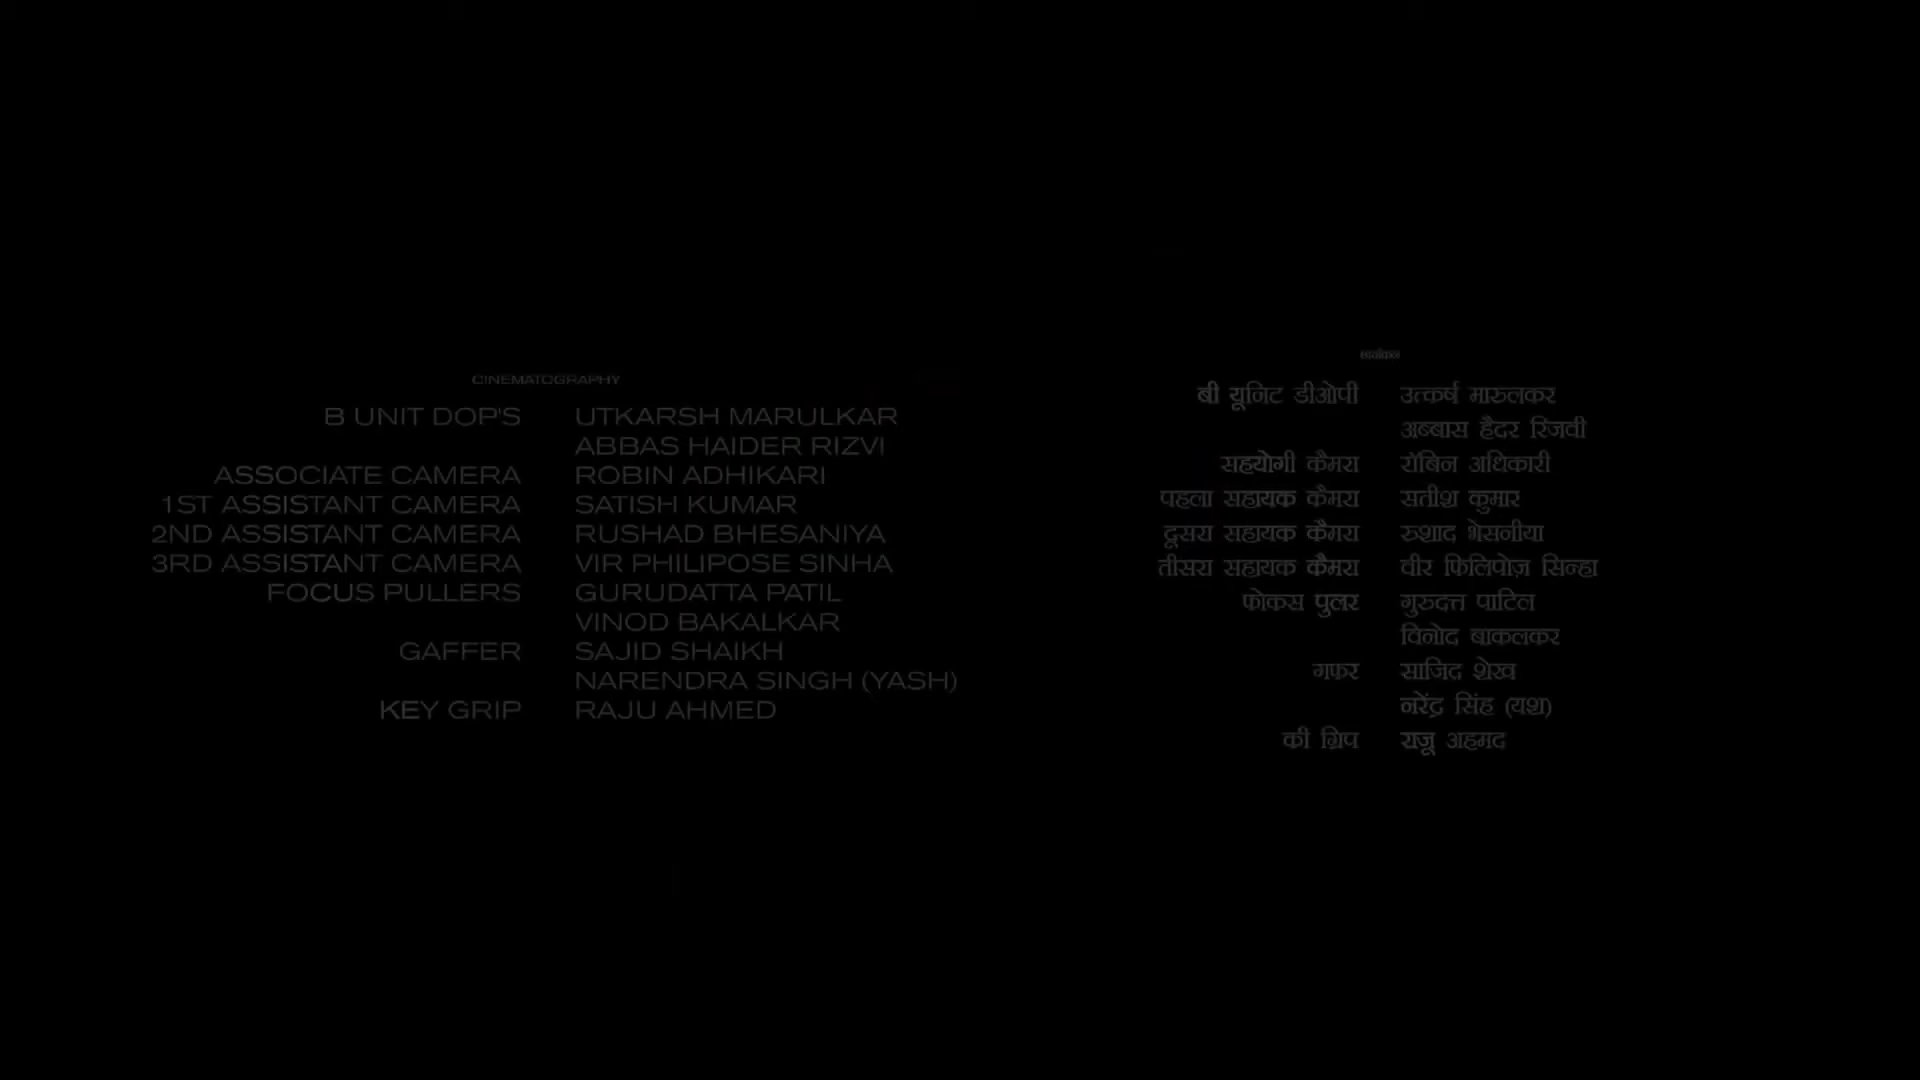 CINEMATOGRAPHY
B UNIT DOP'S UTKARSH MARULKAR
ABBAS HAIDER RIZVI
ASSOCIATE CAMERA ROBIN ADHIKARI
1ST ASSISTANT CAMERA SATISH KUMAR
2ND ASSISTANT CAMERA RUSHAD BHESANIYA
3RD ASSISTANT CAMERA VIR PHILIPOSE SINHA
FOCUS PULLERS GURUDATTA PATIL
VINOD BAKALKAR
GAFFER SAJID SHAIKH
NARENDRA SINGH (YASH)
KEY GRIP RAJU AHMED
बी यूनिट डीओपी उत्कर्ष मारुलकर
अब्बास हैदर रिजवी
सहयोगी कैमरा रॉबिन अधिकारी
पहला सहायक कैमरा सतीश कुमार
दूसरा सहायक कैमरा रुशाद भेसनीया
तीसरा सहायक कैमरा वीर फिलिपोज़ सिन्हा
फोकस पुलर गुरुदत्त पाटिल
विनोद बाकलकर
गफर साजिद शेख
नरेंद्र सिंह (यश)
की ग्रिप राजू अहमद